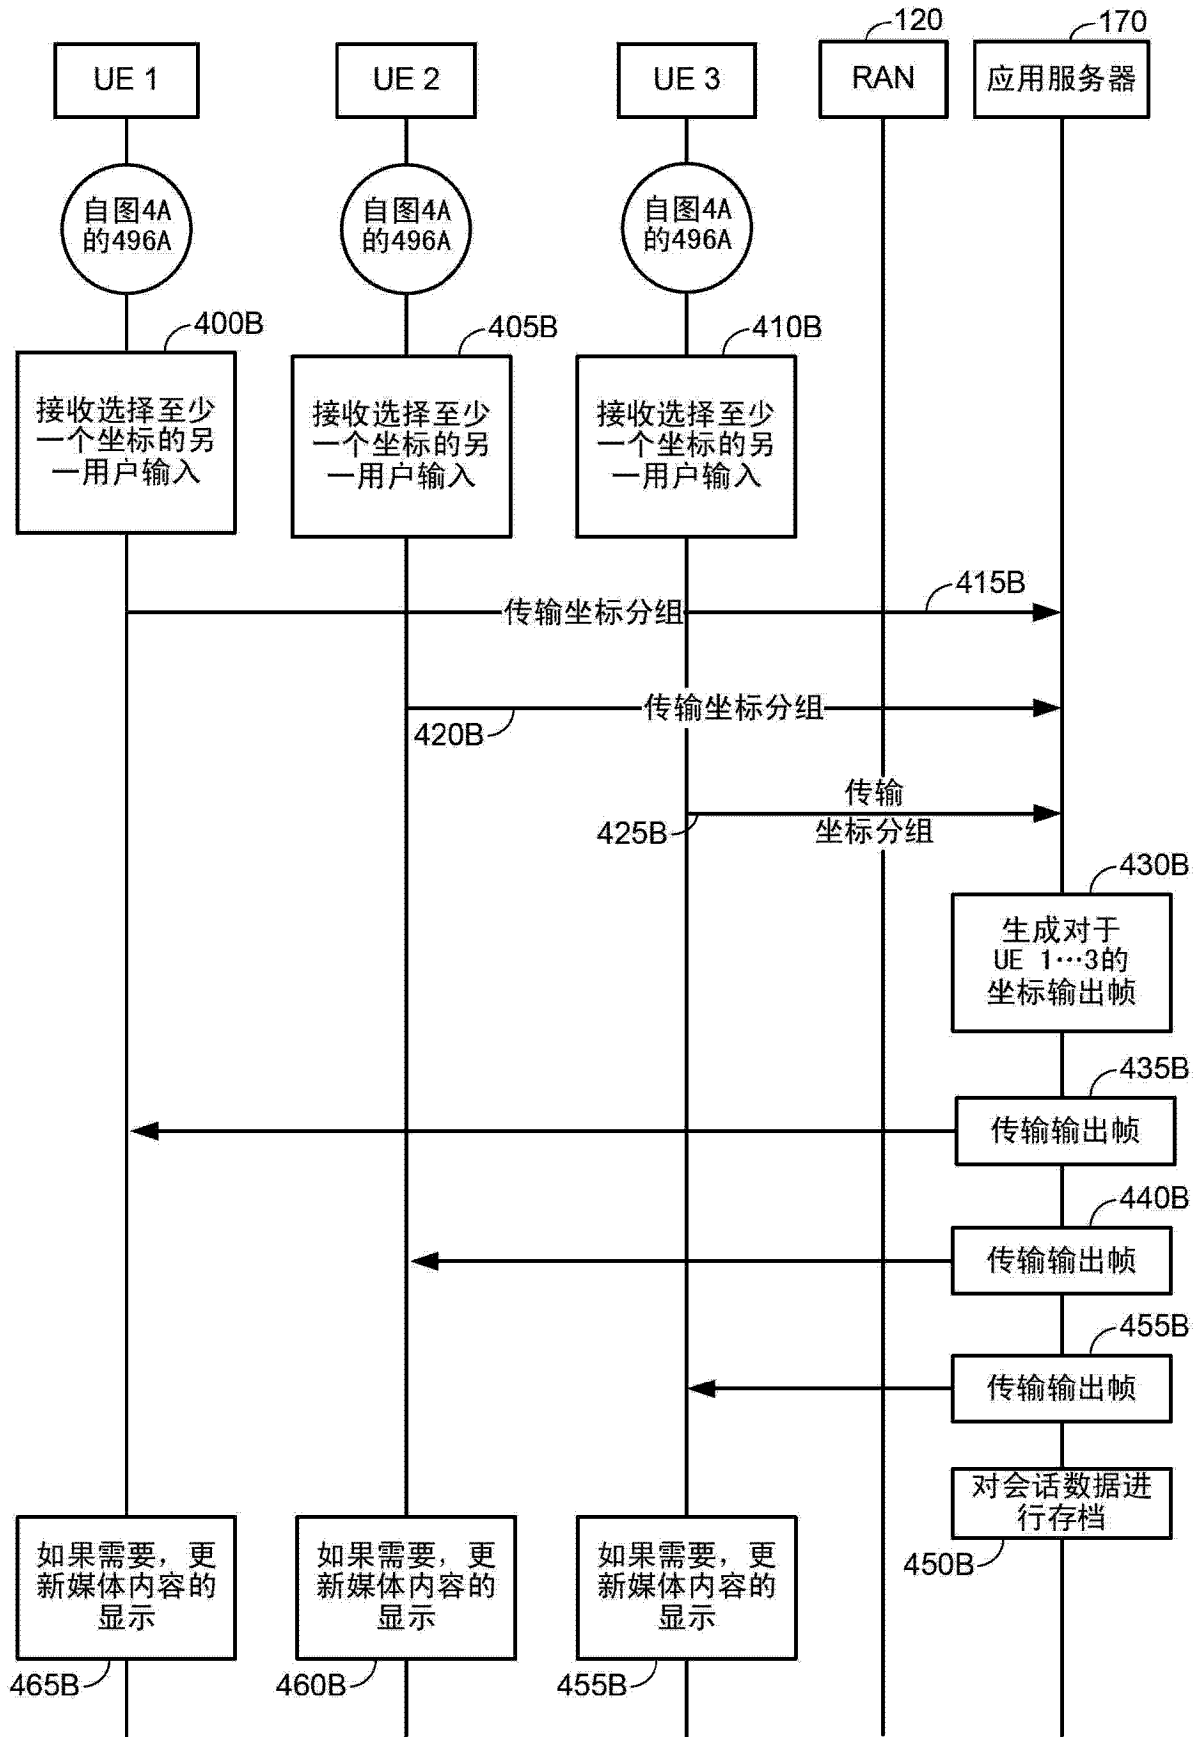 120
170
UE 1
UE 2
UE 3
RAN
应用服务器
自图4A
的496A
自图4A
的496A
自图4A
的496A
400B
405B
410B
接收选择至少
一个坐标的另
一用户输入
接收选择至少
一个坐标的另
一用户输入
接收选择至少
一个坐标的另
一用户输入
415B
传输坐标分组
传输坐标分组
420B
传输
坐标分组
425B
430B
生成对于
UE 1…3的
坐标输出帧
435B
传输输出帧
440B
传输输出帧
455B
传输输出帧
对会话数据进
行存档
450B
如果需要，更
新媒体内容的
显示
如果需要，更
新媒体内容的
显示
如果需要，更
新媒体内容的
显示
465B
460B
455B